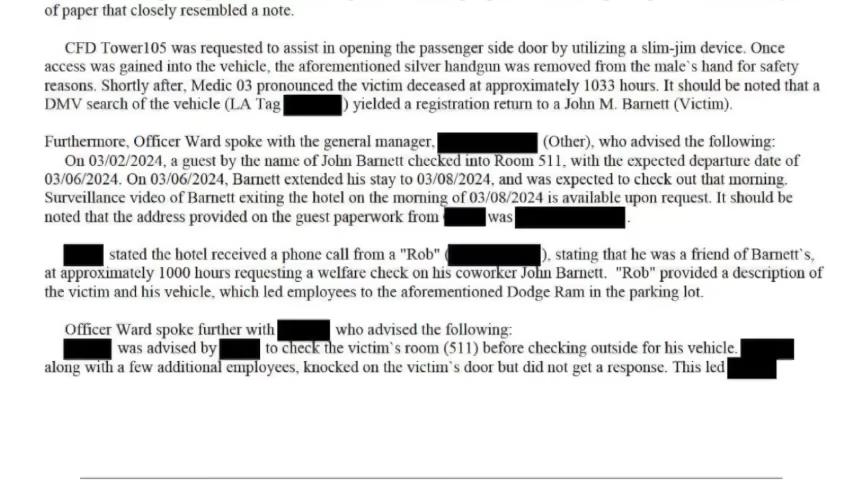 of paper that closely resembled a note.
CFD Tower105 was requested to assist in opening the passenger side door by utilizing a slim-jim device. Once
access was gained into the vehicle, the aforementioned silver handgun was removed from the male`s hand for safety
reasons. Shortly after, Medic 03 pronounced the victim deceased at approximately 1033 hours. It should be noted that a
DMV search of the vehicle (LA Tag ) yielded a registration return to a John M. Barnett (Victim).
Furthermore, Officer Ward spoke with the general manager, (Other), who advised the following:
On 03/02/2024, a guest by the name of John Barnett checked into Room 511, with the expected departure date of
03/06/2024. On 03/06/2024, Barnett extended his stay to 03/08/2024, and was expected to check out that morning.
Surveillance video of Barnett exiting the hotel on the morning of 03/08/2024 is available upon request. It should be
noted that the address provided on the guest paperwork from was .
stated the hotel received a phone call from a "Rob" ( ), stating that he was a friend of Barnett`s,
at approximately 1000 hours requesting a welfare check on his coworker John Barnett. "Rob" provided a description of
the victim and his vehicle, which led employees to the aforementioned Dodge Ram in the parking lot.
Officer Ward spoke further with who advised the following:
was advised by to check the victim`s room (511) before checking outside for his vehicle.
along with a few additional employees, knocked on the victim`s door but did not get a response. This led